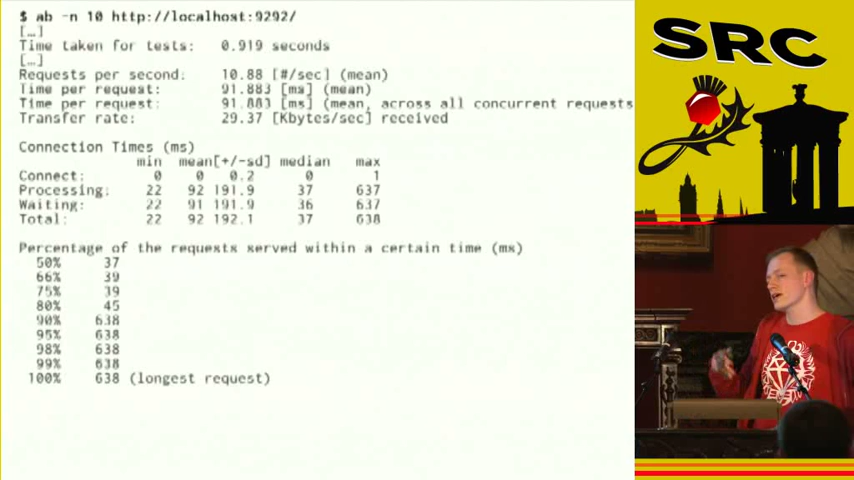 $ ab -n 10 http://localhost:9292/
[…]
Time taken for tests: 0.919 seconds
[…]
Requests per second: 10.88 [#/sec] (mean)
Time per request: 91.883 [ms] (mean)
Time per request: 91.883 [ms] (mean, across all concurrent requests
Transfer rate: 29.37 [Kbytes/sec] received
Connection Times (ms)
min mean[+/-sd] median max
Connect: 0 0 0.2 0 1
Processing: 22 92 191.9 37 637
Waiting: 22 91 191.9 36 637
Total: 22 92 192.1 37 638
Percentage of the requests served within a certain time (ms)
50% 37
66% 39
75% 39
80% 45
90% 638
95% 638
98% 638
99% 638
100% 638 (longest request)
SRC